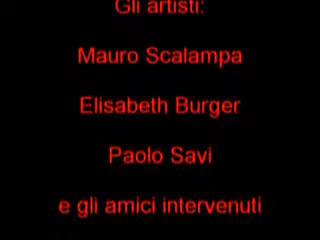 Gli artisti:
Mauro Scalampa
Elisabeth Burger
Paolo Savi
e gli amici intervenuti